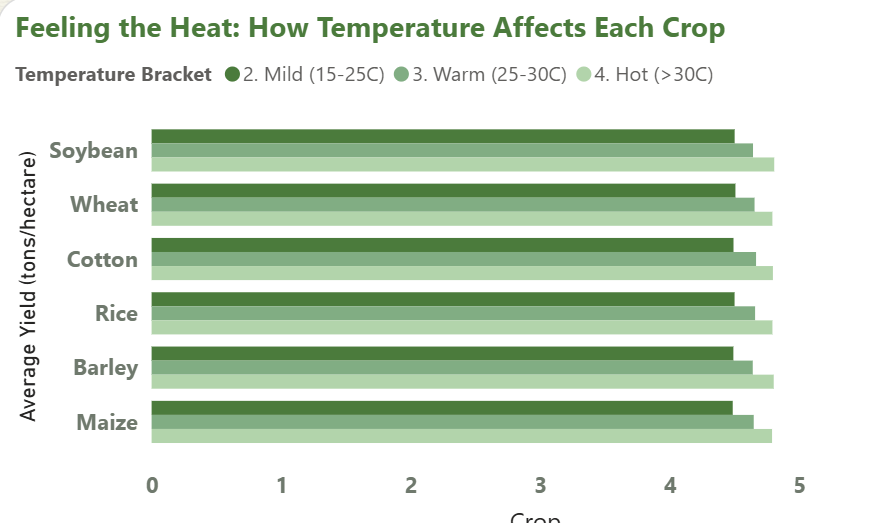 Feeling the Heat: How Temperature Affects Each Crop
Temperature Bracket 2. Mild (15-25C) 3. Warm (25-30C) 4. Hot (>30C)
Average Yield (tons/hectare)
Soybean
Wheat
Cotton
Rice
Barley
Maize
0 1 2 3 4 5
Crop